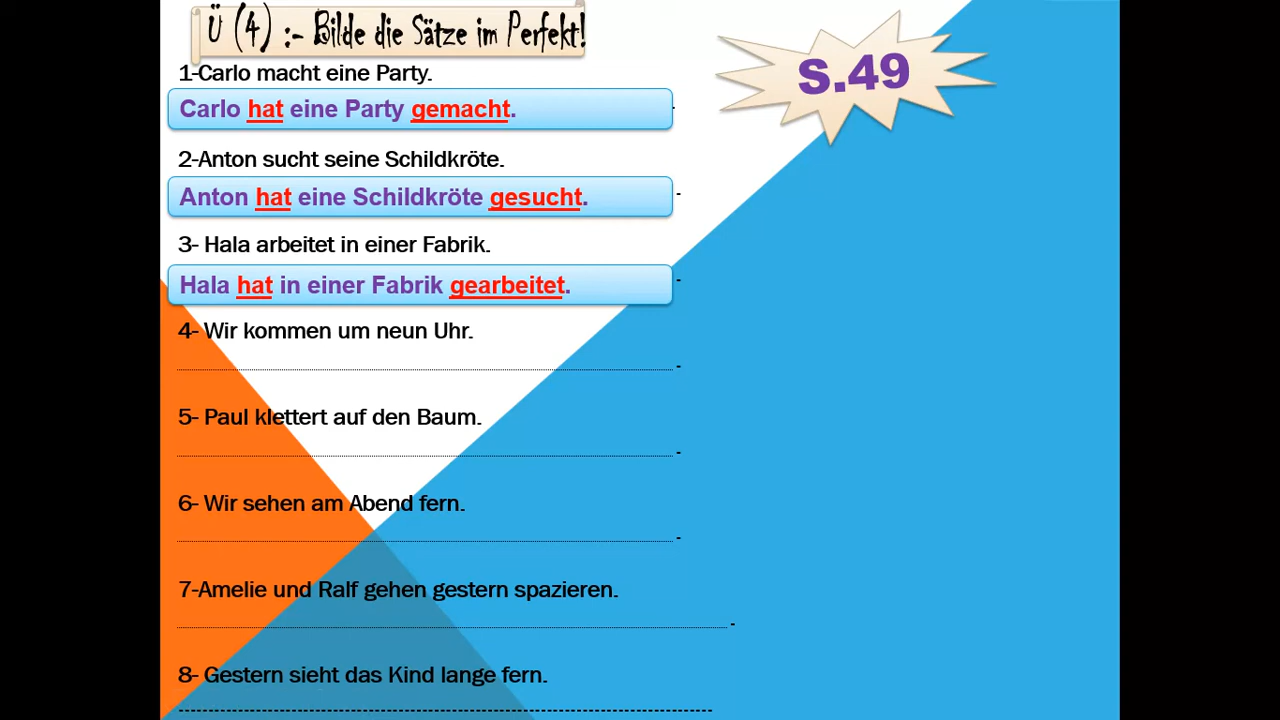 Ü (4) :- Bilde die Sätze im Perfekt!
S.49
1-Carlo macht eine Party.
Carlo hat eine Party gemacht.
2-Anton sucht seine Schildkröte.
Anton hat eine Schildkröte gesucht.
3- Hala arbeitet in einer Fabrik.
Hala hat in einer Fabrik gearbeitet.
4- Wir kommen um neun Uhr.
5- Paul klettert auf den Baum.
6- Wir sehen am Abend fern.
7-Amelie und Ralf gehen gestern spazieren.
8- Gestern sieht das Kind lange fern.